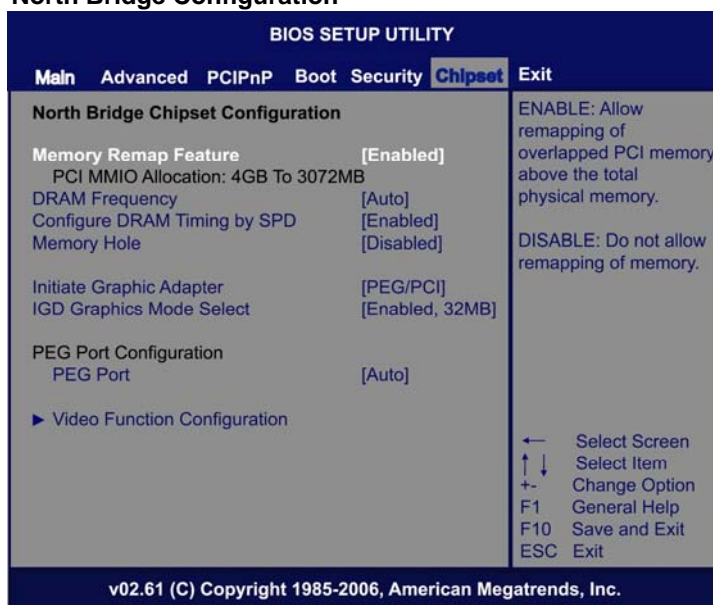 North Bridge Configuration
BIOS SETUP UTILITY
Main Advanced PCIPnP Boot Security Chipset Exit
North Bridge Chipset Configuration
Memory Remap Feature [Enabled]
PCI MMIO Allocation: 4GB To 3072MB
DRAM Frequency [Auto]
Configure DRAM Timing by SPD [Enabled]
Memory Hole [Disabled]
Initiate Graphic Adapter [PEG/PCI]
IGD Graphics Mode Select [Enabled, 32MB]
PEG Port Configuration
PEG Port [Auto]
► Video Function Configuration
ENABLE: Allow
remapping of
overlapped PCI memory
above the total
physical memory.
DISABLE: Do not allow
remapping of memory.
← Select Screen
↑↓ Select Item
+- Change Option
F1 General Help
F10 Save and Exit
ESC Exit
v02.61 (C) Copyright 1985-2006, American Megatrends, Inc.